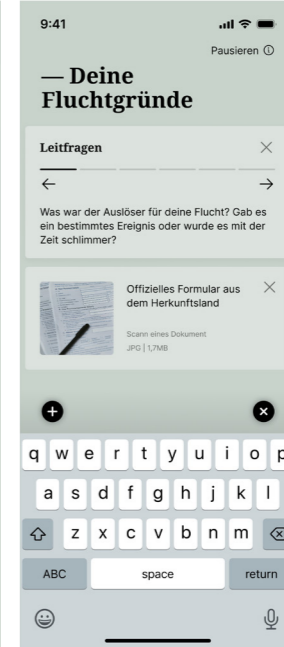 9:41
Pausieren
— Deine
Fluchtgründe
Leitfragen
Was war der Auslöser für deine Flucht? Gab es
ein bestimmtes Ereignis oder wurde es mit der
Zeit schlimmer?
Offizielles Formular aus
dem Herkunftsland
Scann eines Dokument
JPG | 1,7MB
q w e r t y u i o p
a s d f g h j k l
z x c v b n m
ABC space return